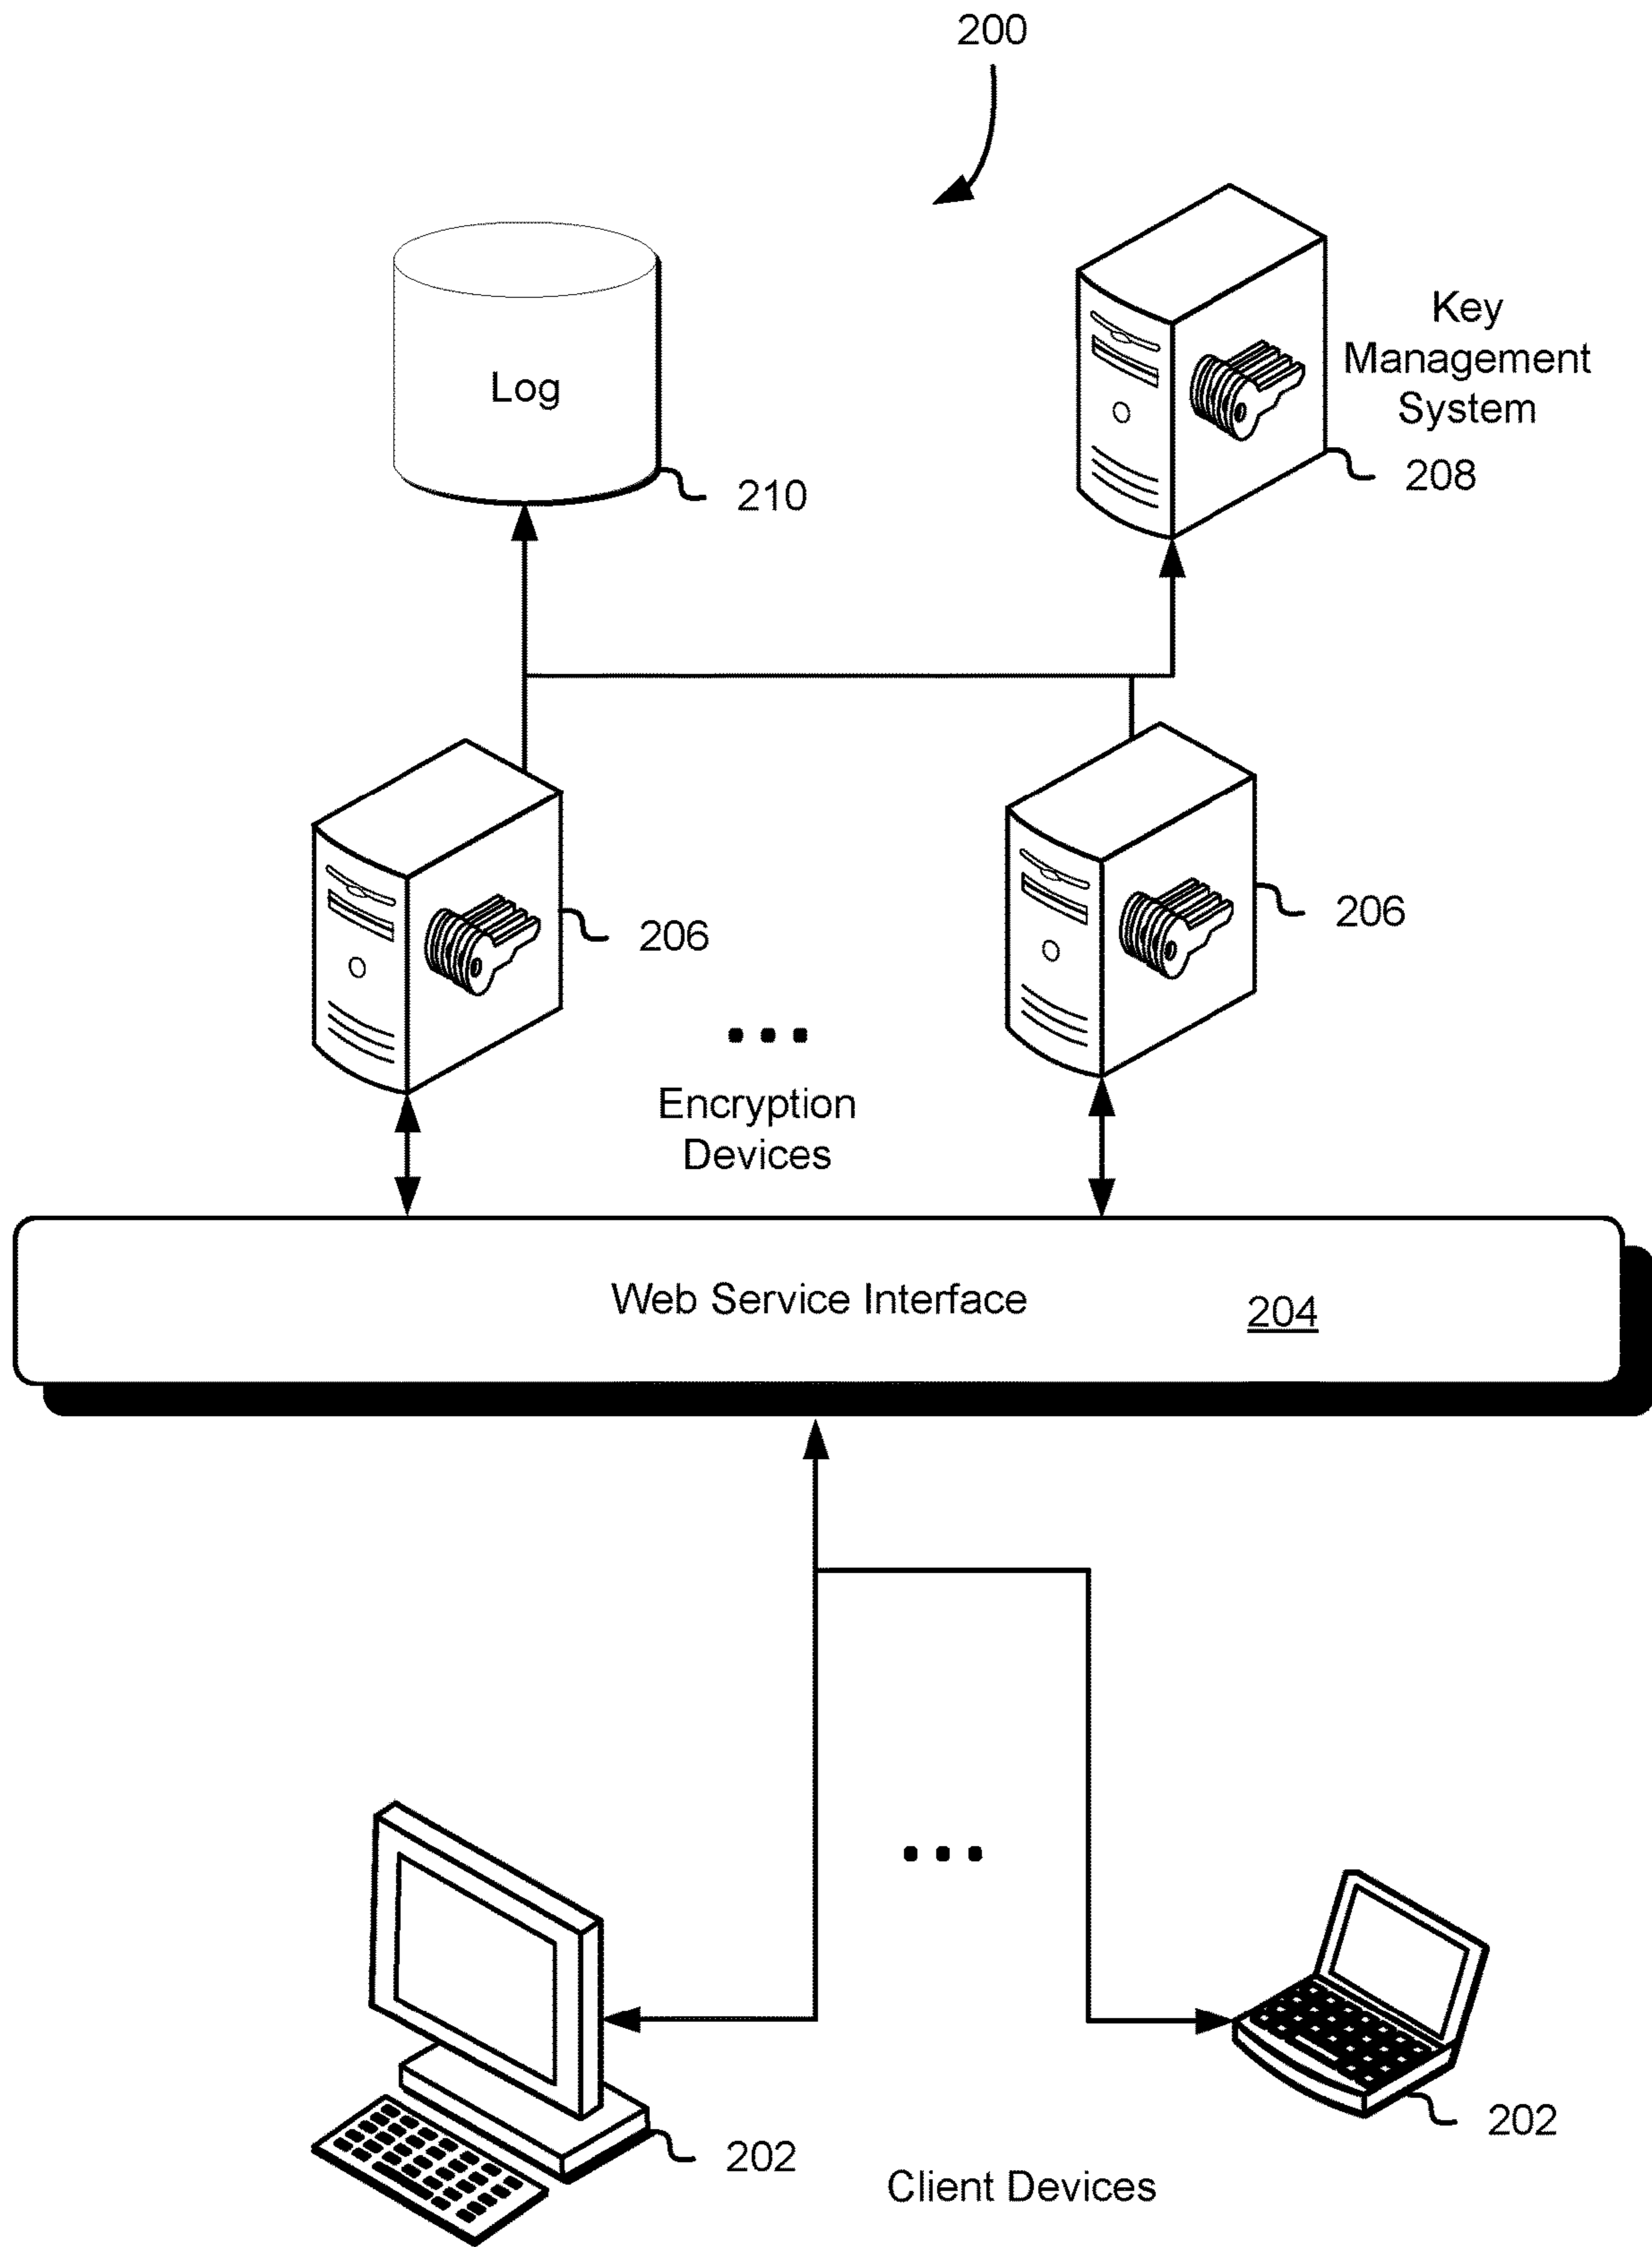 200
Log
Key
Management
System
208
210
206
206
Encryption
Devices
Web Service Interface 204
202
202
Client Devices